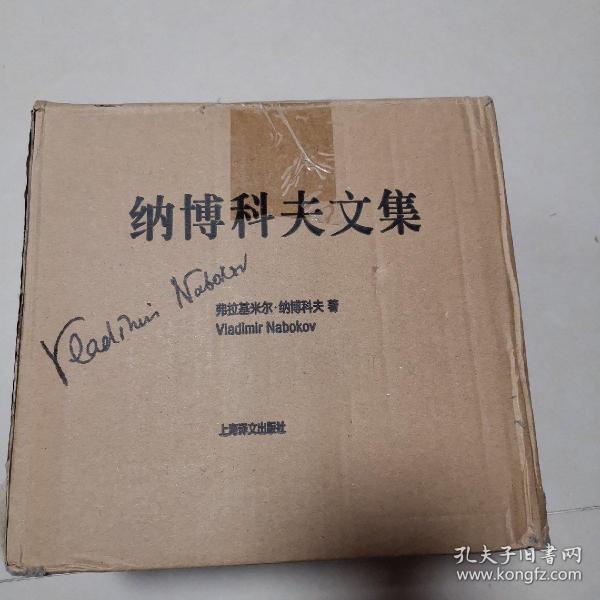 纳博科夫文集
Vladimir Nabokov
弗拉基米尔·纳博科夫 著
Vladimir Nabokov
上海译文出版社
孔夫子旧书网
www.kongfz.com